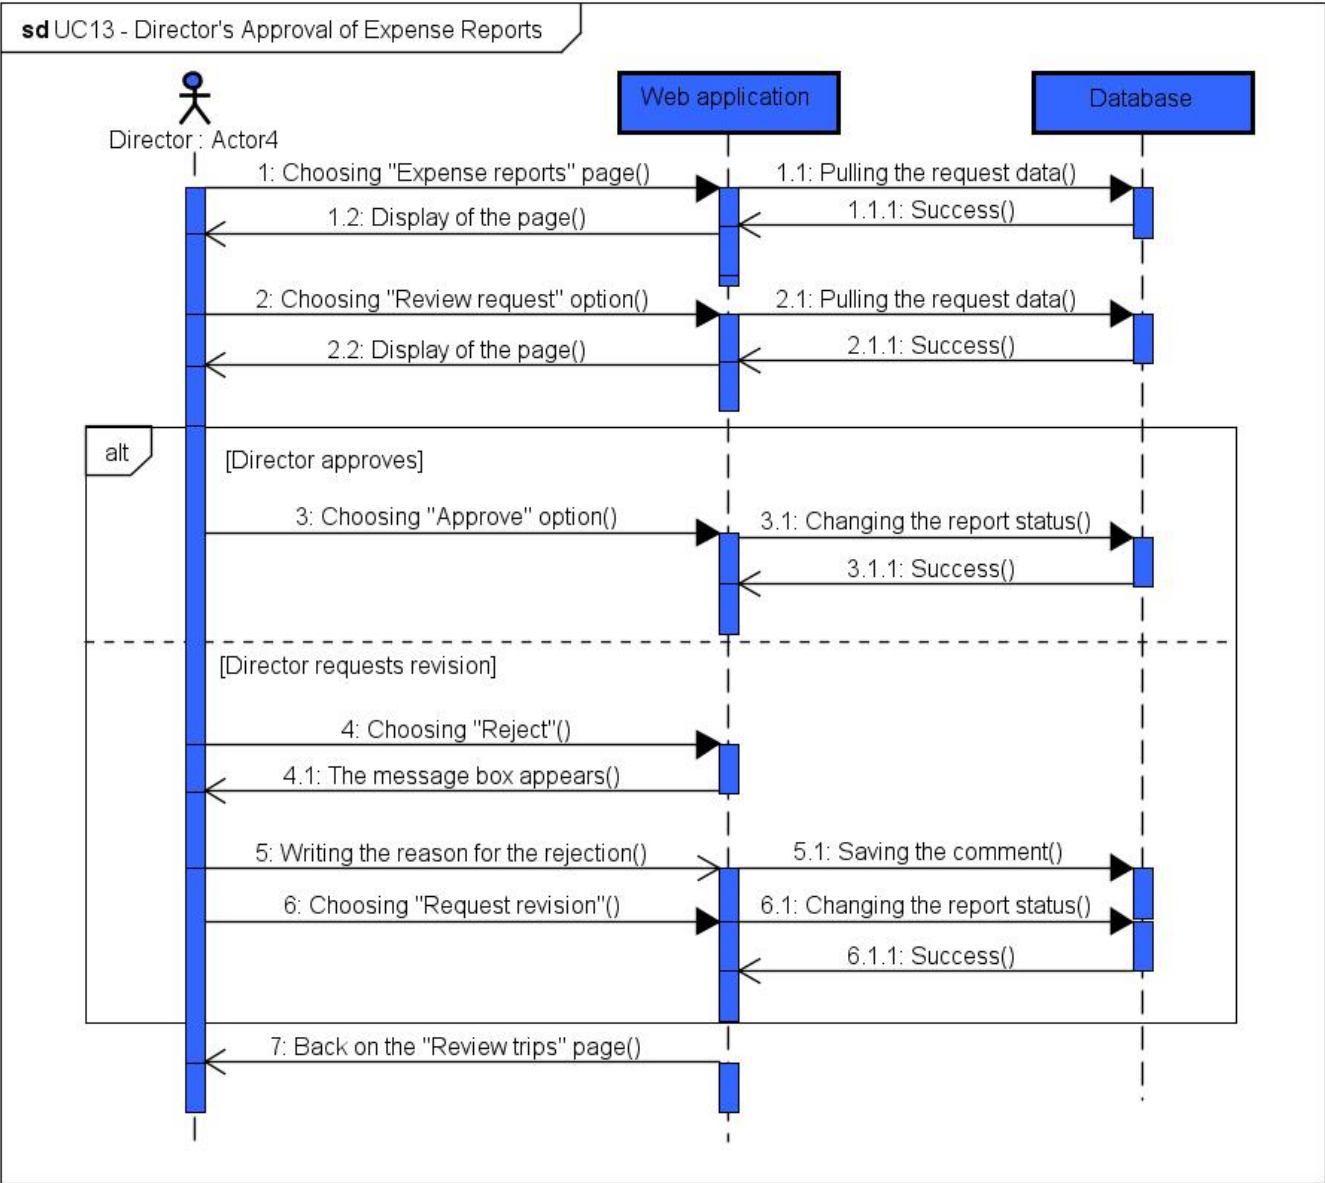 sd UC13 - Director's Approval of Expense Reports
Web application
Database
Director : Actor4
1: Choosing "Expense reports" page()
1.1: Pulling the request data()
1.2: Display of the page()
1.1.1: Success()
2: Choosing "Review request" option()
2.1: Pulling the request data()
2.2: Display of the page()
2.1.1: Success()
alt
[Director approves]
3: Choosing "Approve" option()
3.1: Changing the report status()
3.1.1: Success()
[Director requests revision]
4: Choosing "Reject"()
4.1: The message box appears()
5: Writing the reason for the rejection()
5.1: Saving the comment()
6: Choosing "Request revision"()
6.1: Changing the report status()
6.1.1: Success()
7: Back on the "Review trips" page()